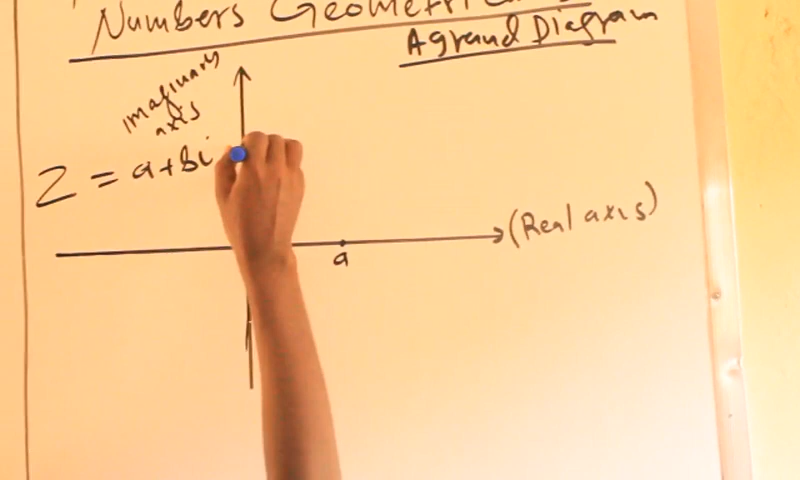 Numbers Geometrically
Agrand Diagram
Imaginary
axis
Z = a+bi
(Real axis)
a